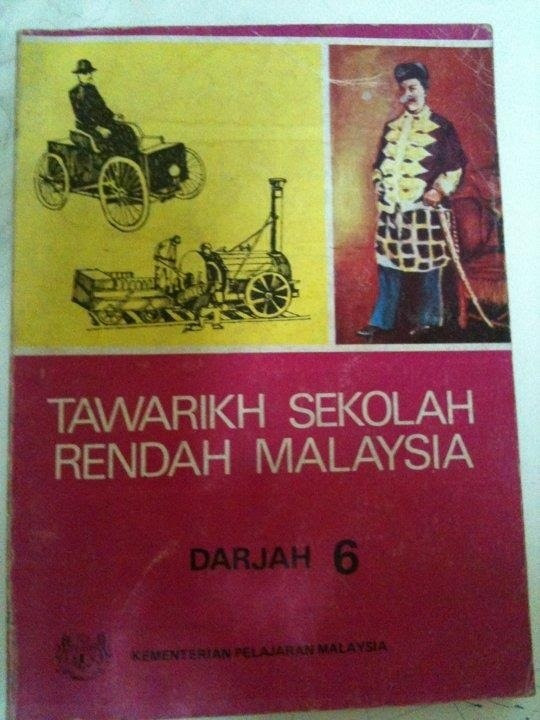 TAWARIKH SEKOLAH
RENDAH MALAYSIA
DARJAH 6
KEMENTERIAN PELAJARAN MALAYSIA